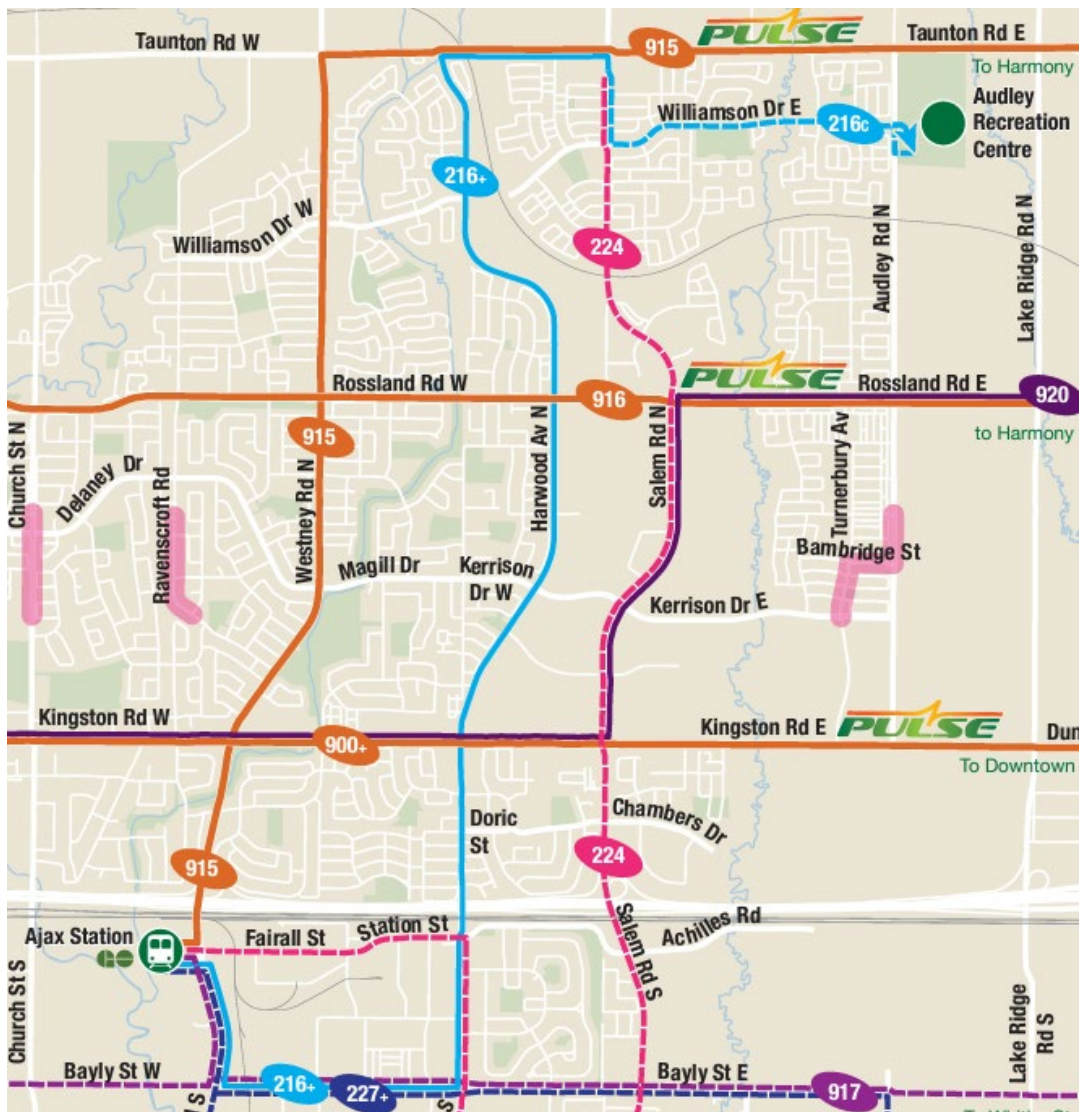 PULSE
Taunton Rd W
915
Taunton Rd E
To Harmony
Williamson Dr E
216C
Audley
Recreation
Centre
216+
Williamson Dr W
224
Audley Rd N
Lake Ridge Rd N
PULSE
Rossland Rd W
916
Rossland Rd E
920
to Harmony
915
Church St N
Delaney Dr
Ravenscroft Rd
Westney Rd N
Harwood Av N
Salem Rd N
Turnerbury Av
Bambridge St
Magill Dr
Kerrison
Dr W
Kerrison Dr E
Kingston Rd W
900+
Kingston Rd E
PULSE
Dun
To Downtown
Doric
St
Chambers Dr
915
224
Ajax Station
Fairall St
Station St
Salem Rd S
Achilles Rd
Church St S
Lake Ridge
Rd S
Bayly St W
216+
227+
Bayly St E
917